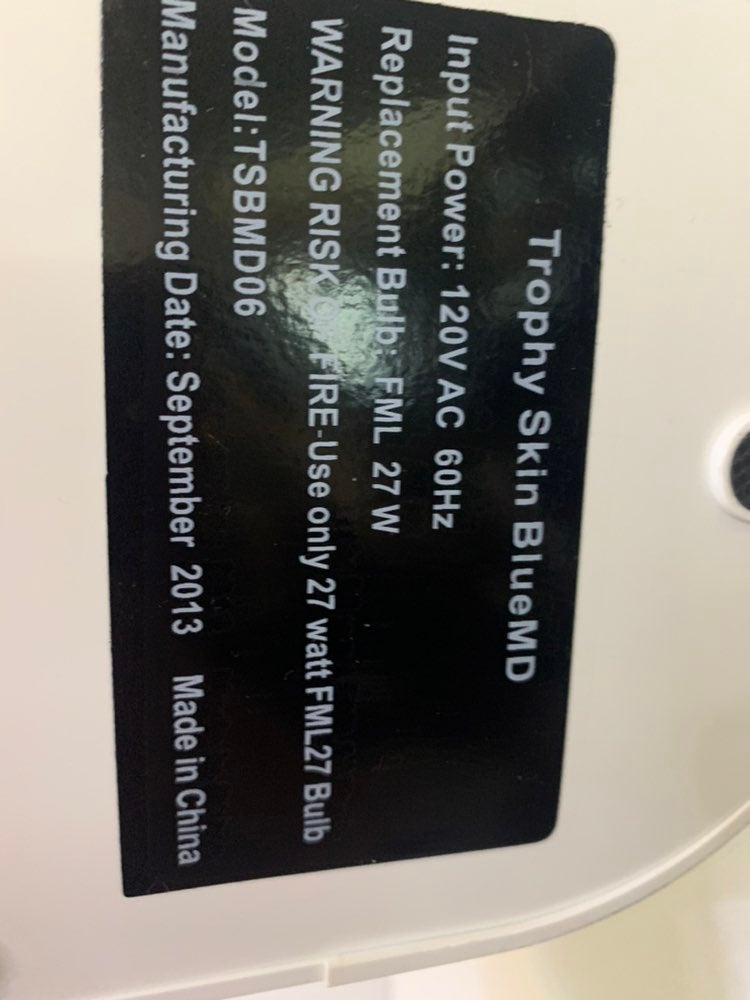 Trophy Skin BlueMD
Input Power: 120V AC 60Hz
Replacement Bulb: FML 27 W
WARNING RISK OF FIRE-Use only 27 watt FML27 Bulb
Model:TSBMD06
Manufacturing Date: September 2013 Made in China